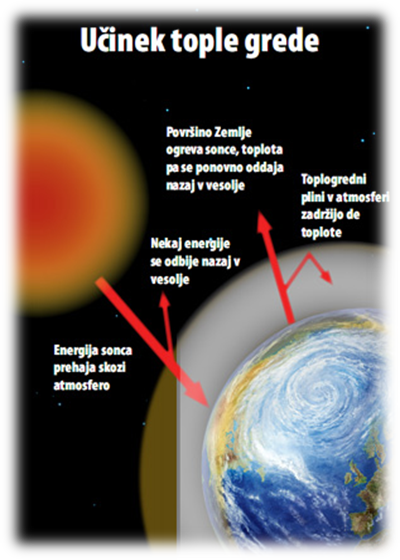 Učinek tople grede
Površino Zemlje
ogreva sonce, toplota
pa se ponovno oddaja
nazaj v vesolje
Toplogredni
plini v atmosferi
zadržijo de
toplote
Nekaj energije
se odbije nazaj v
vesolje
Energija sonca
prehaja skozi
atmosfero